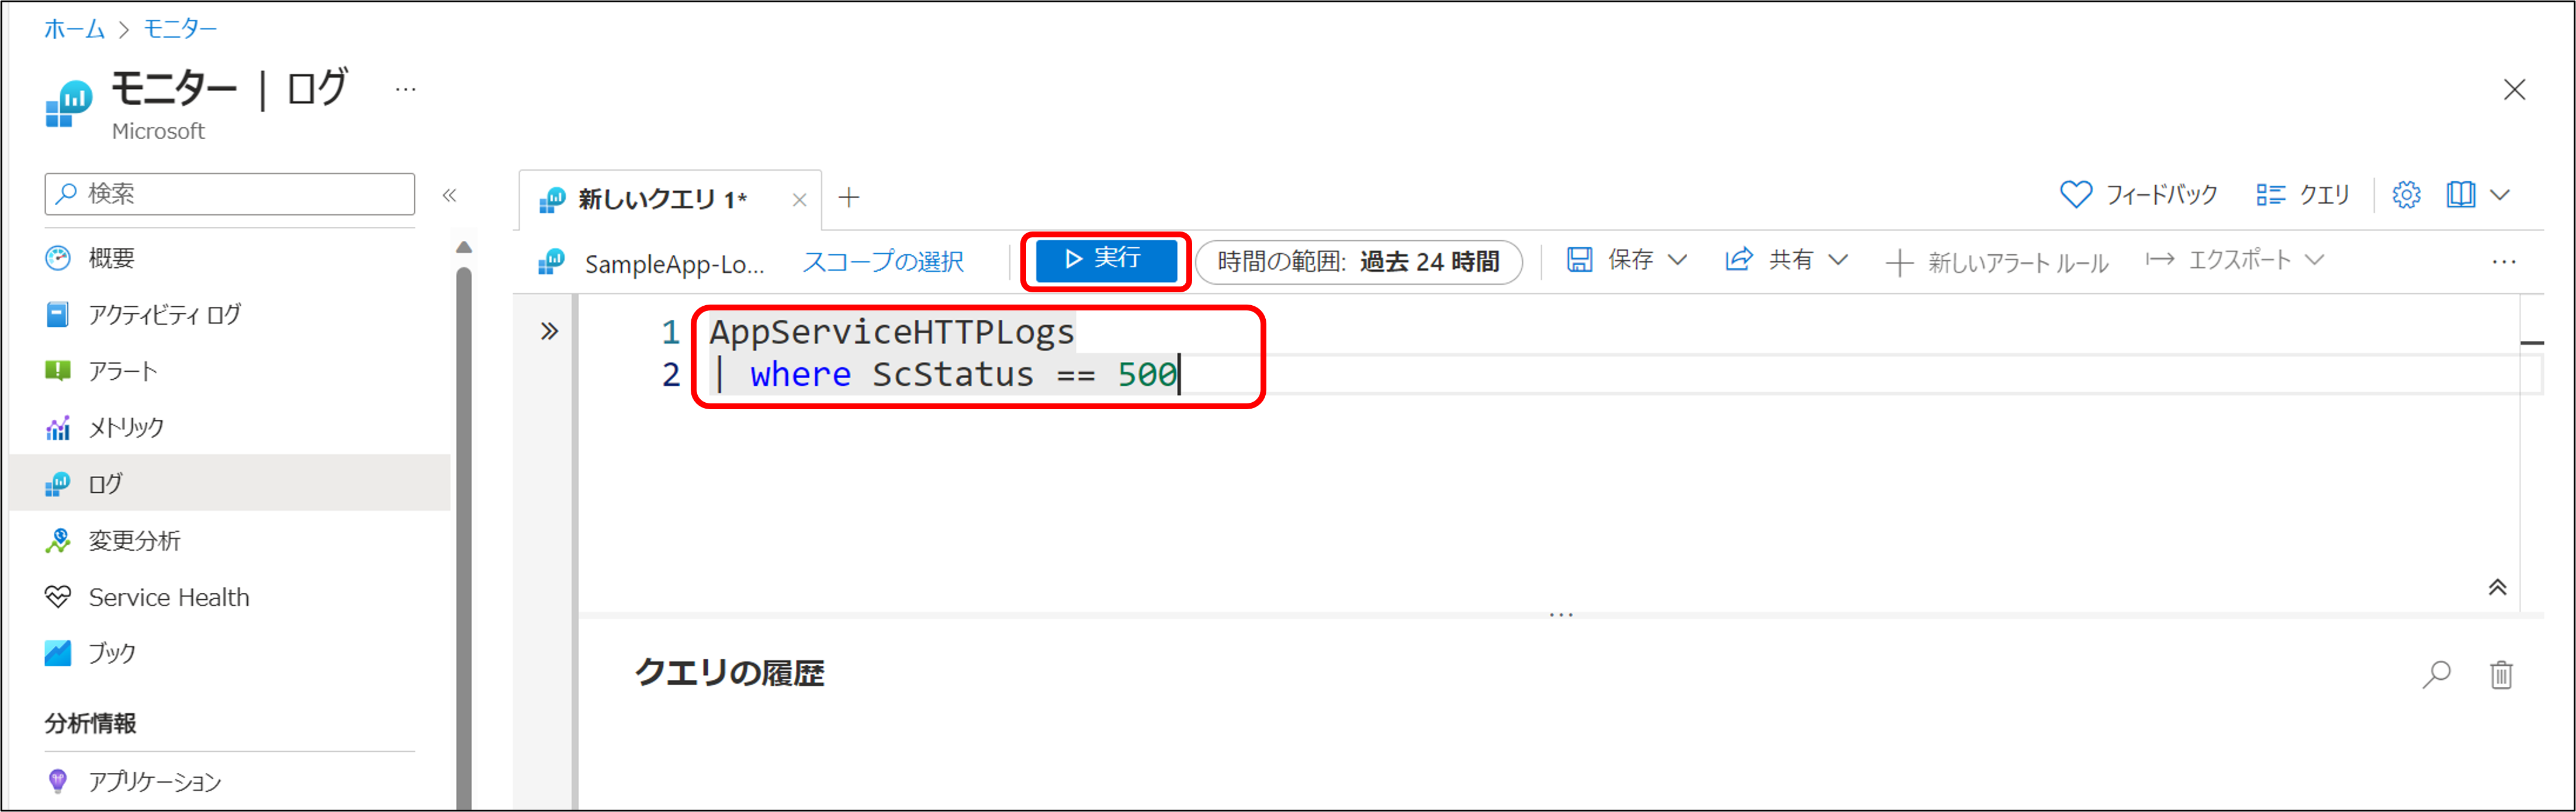 ホーム > モニター
モニター | ログ ...
Microsoft
検索
«
概要
アクティビティ ログ
アラート
メトリック
ログ
変更分析
Service Health
ブック
分析情報
アプリケーション
新しいクエリ 1*
フィードバック
クエリ
SampleApp-Lo...
スコープの選択
実行
時間の範囲: 過去 24 時間
保存
共有
新しいアラート ルール
エクスポート
...
1 AppServiceHTTPLogs
2 | where ScStatus == 500
...
クエリの履歴